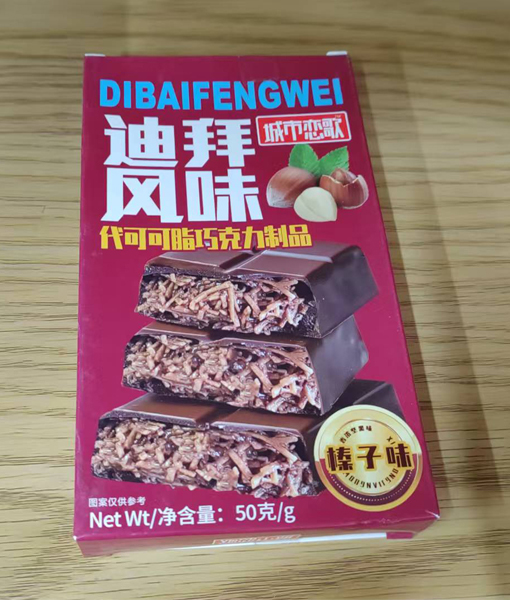 DIBAIFENGWEI
城市恋歌
迪拜
风味
代可可脂巧克力制品
榛子味
图案仅供参考
Net Wt/净含量：50克/g